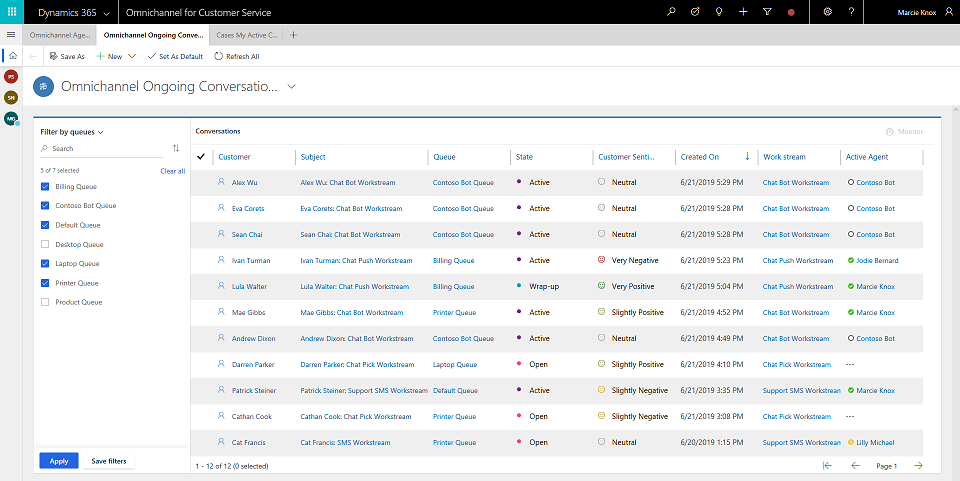 Dynamics 365 Omnichannel for Customer Service Marcie Knox
Omnichannel Age... Omnichannel Ongoing Conve... Cases My Active C...
Save As New Set As Default Refresh All
PS
SN
MG
Omnichannel Ongoing Conversatio...
Filter by queues
Search
5 of 7 selected Clear all
Billing Queue
Contoso Bot Queue
Default Queue
Desktop Queue
Laptop Queue
Printer Queue
Product Queue
Apply Save filters
Conversations Monitor
Customer Subject Queue State Customer Senti... Created On Work stream Active Agent
Alex Wu Alex Wu: Chat Bot Workstream Contoso Bot Queue Active Neutral 6/21/2019 5:29 PM Chat Bot Workstream Contoso Bot
Eva Corets Eva Corets: Chat Bot Workstream Contoso Bot Queue Active Neutral 6/21/2019 5:28 PM Chat Bot Workstream Contoso Bot
Sean Chai Sean Chai: Chat Bot Workstream Contoso Bot Queue Active Neutral 6/21/2019 5:28 PM Chat Bot Workstream Contoso Bot
Ivan Turman Ivan Turman: Chat Push Workstream Billing Queue Active Very Negative 6/21/2019 5:23 PM Chat Push Workstream Jodie Bernard
Lula Walter Lula Walter: Chat Push Workstream Billing Queue Wrap-up Very Positive 6/21/2019 5:04 PM Chat Push Workstream Marcie Knox
Mae Gibbs Mae Gibbs: Chat Bot Workstream Printer Queue Active Slightly Positive 6/21/2019 4:52 PM Chat Bot Workstream Marcie Knox
Andrew Dixon Andrew Dixon: Chat Bot Workstream Contoso Bot Queue Active Neutral 6/21/2019 4:49 PM Chat Bot Workstream Contoso Bot
Darren Parker Darren Parker: Chat Pick Workstream Laptop Queue Open Slightly Positive 6/21/2019 4:10 PM Chat Pick Workstream ---
Patrick Steiner Patrick Steiner: Support SMS Workstream Default Queue Active Slightly Negative 6/21/2019 3:35 PM Support SMS Workstream Marcie Knox
Cathan Cook Cathan Cook: Chat Pick Workstream Printer Queue Open Slightly Negative 6/21/2019 3:08 PM Chat Pick Workstream ---
Cat Francis Cat Francis: SMS Workstream Printer Queue Open Neutral 6/20/2019 1:15 PM Support SMS Workstream Lilly Michael
1 - 12 of 12 (0 selected) Page 1